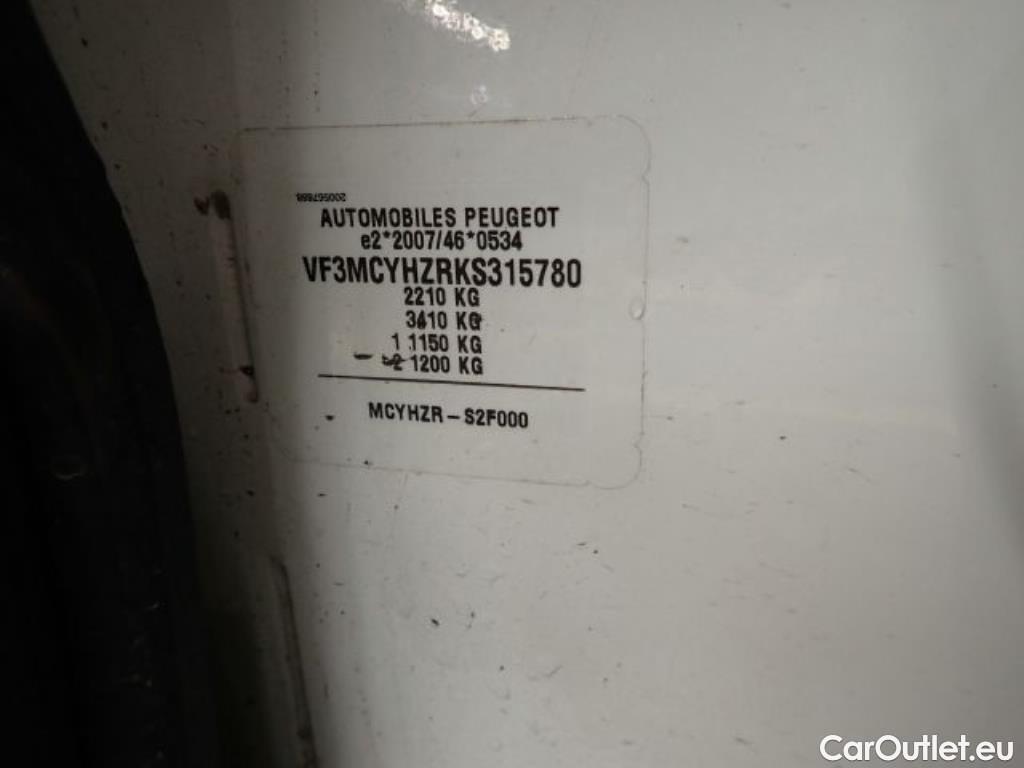 AUTOMOBILES PEUGEOT
e2*2007/46*0534
VF3MCYHZRKS315780
2210 KG
3410 KG
1 1150 KG
2 1200 KG
MCYHZR-S2F000
CarOutlet.eu